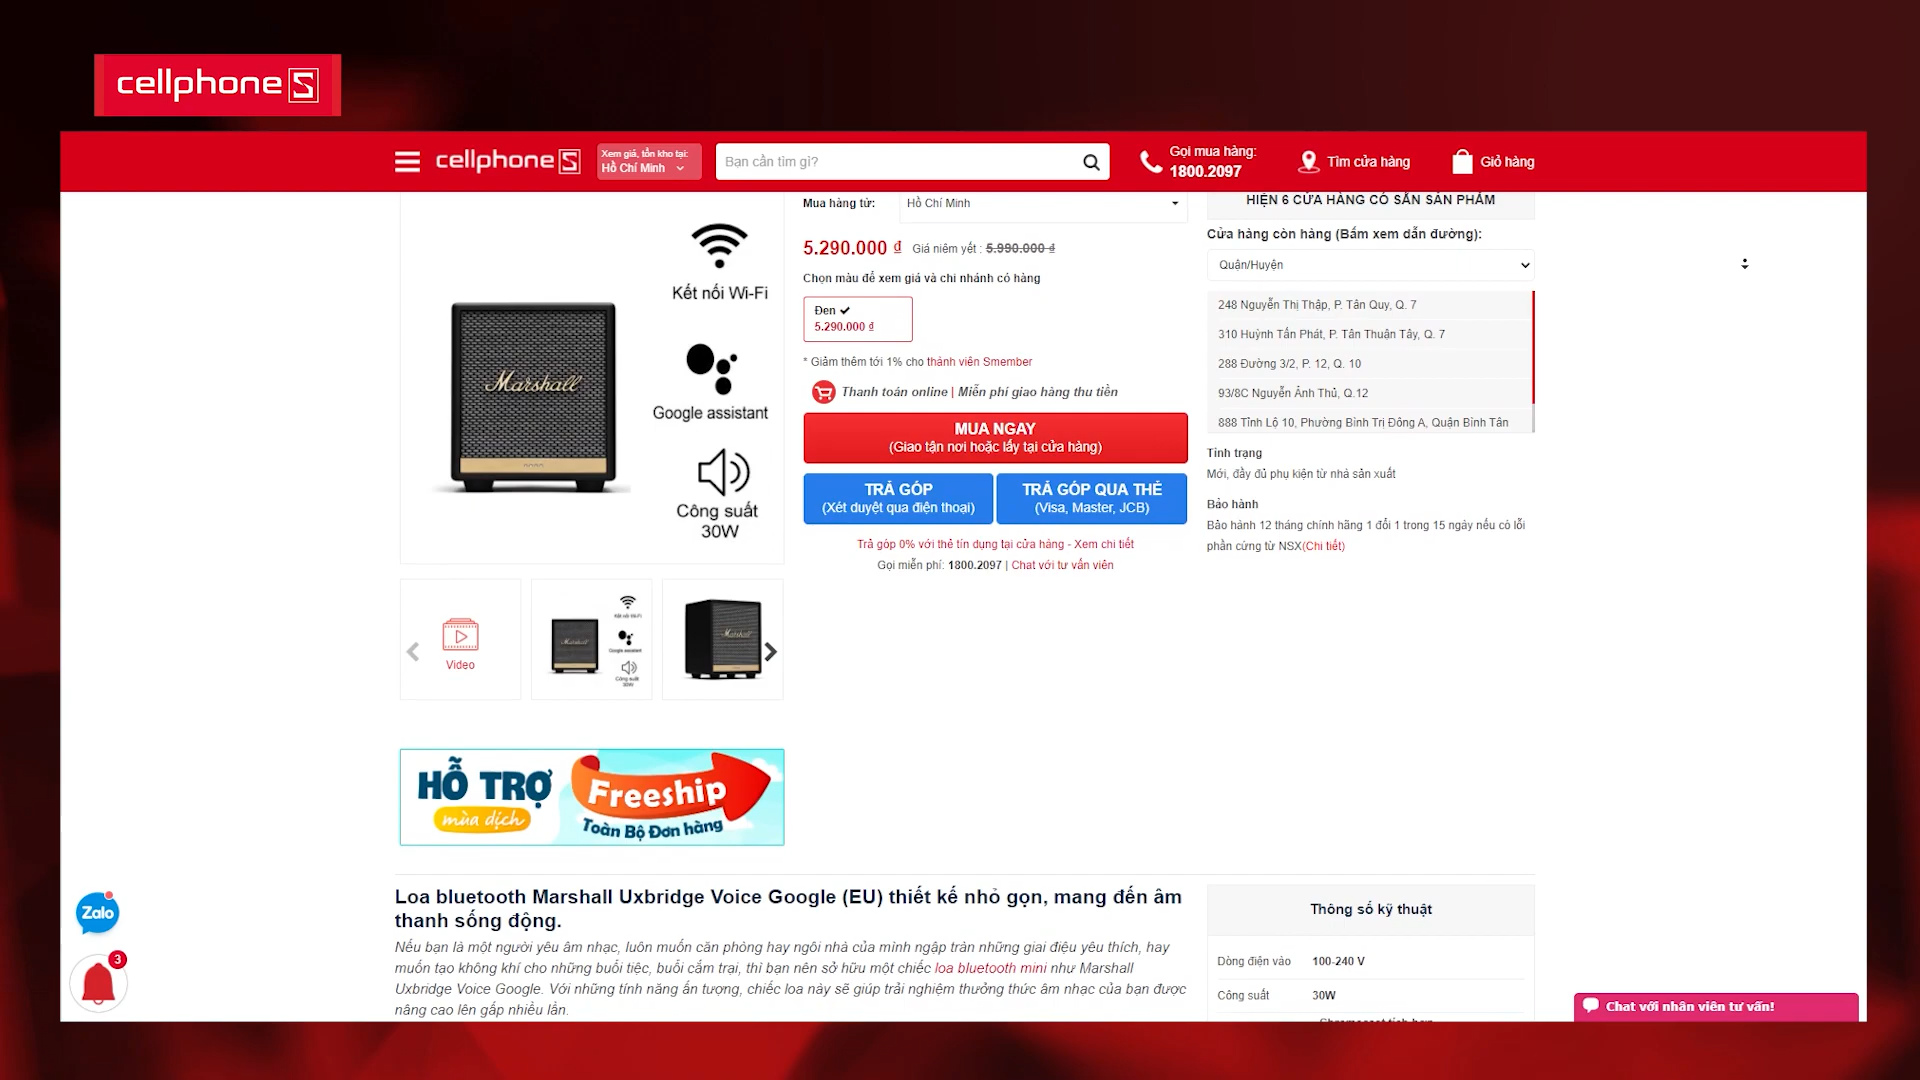 cellphoneS
cellphoneS
Xem giá, tồn kho tại:
Hồ Chí Minh
Bạn cần tìm gì?
Gọi mua hàng:
1800.2097
Tìm cửa hàng
Giỏ hàng
Kết nối Wi-Fi
Google assistant
Công suất
30W
Marshall
Video
Marshall
Kết nối Wi-Fi
Google assistant
Công suất
30W
Marshall
HỖ TRỢ
mùa dịch
Freeship
Toàn Bộ Đơn hàng
Mua hàng từ:
Hồ Chí Minh
5.290.000 ₫ Giá niêm yết : 5.990.000 ₫
Chọn màu để xem giá và chi nhánh có hàng
Đen
5.290.000 ₫
* Giảm thêm tới 1% cho thành viên Smember
Thanh toán online | Miễn phí giao hàng thu tiền
MUA NGAY
(Giao tận nơi hoặc lấy tại cửa hàng)
TRẢ GÓP
(Xét duyệt qua điện thoại)
TRẢ GÓP QUA THẺ
(Visa, Master, JCB)
Trả góp 0% với thẻ tín dụng tại cửa hàng - Xem chi tiết
Gọi miễn phí: 1800.2097 | Chat với tư vấn viên
HIỆN 6 CỬA HÀNG CÓ SẴN SẢN PHẨM
Cửa hàng còn hàng (Bấm xem dẫn đường):
Quận/Huyện
248 Nguyễn Thị Thập, P. Tân Quy, Q. 7
310 Huỳnh Tấn Phát, P. Tân Thuận Tây, Q. 7
288 Đường 3/2, P. 12, Q. 10
93/8C Nguyễn Ảnh Thủ, Q.12
888 Tỉnh Lộ 10, Phường Bình Trị Đông A, Quận Bình Tân
Tình trạng
Mới, đầy đủ phụ kiện từ nhà sản xuất
Bảo hành
Bảo hành 12 tháng chính hãng 1 đổi 1 trong 15 ngày nếu có lỗi
phần cứng từ NSX(Chi tiết)
Loa bluetooth Marshall Uxbridge Voice Google (EU) thiết kế nhỏ gọn, mang đến âm
thanh sống động.
Nếu bạn là một người yêu âm nhạc, luôn muốn căn phòng hay ngôi nhà của mình ngập tràn những giai điệu yêu thích, hay
muốn tạo không khí cho những buổi tiệc, buổi cắm trại, thì bạn nên sở hữu một chiếc loa bluetooth mini như Marshall
Uxbridge Voice Google. Với những tính năng ấn tượng, chiếc loa này sẽ giúp trải nghiệm thưởng thức âm nhạc của bạn được
nâng cao lên gấp nhiều lần.
Thông số kỹ thuật
Dòng điện vào 100-240 V
Công suất 30W
Zalo
3
Chat với nhân viên tư vấn!